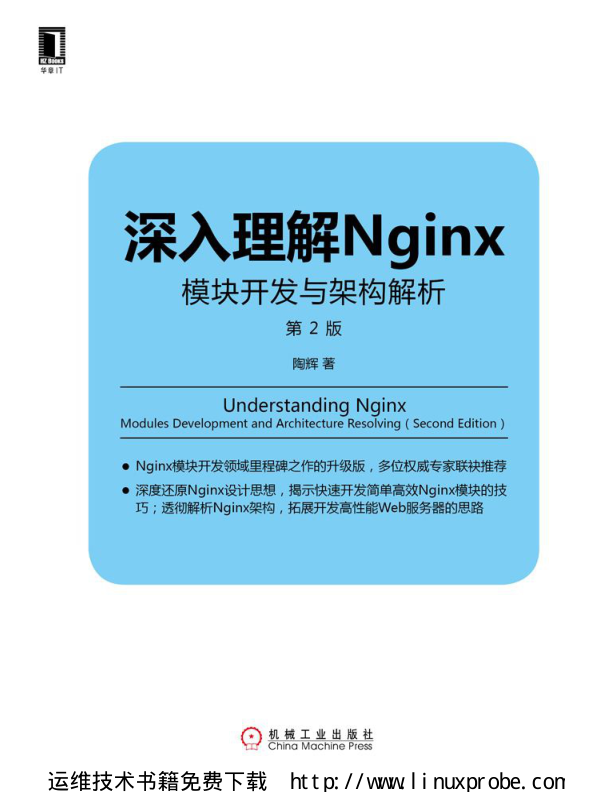 HZ Books
华章IT
深入理解Nginx
模块开发与架构解析
第 2 版
陶辉 著
Understanding Nginx
Modules Development and Architecture Resolving（Second Edition）
● Nginx模块开发领域里程碑之作的升级版，多位权威专家联袂推荐
● 深度还原Nginx设计思想，揭示快速开发简单高效Nginx模块的技
巧；透彻解析Nginx架构，拓展开发高性能Web服务器的思路
机械工业出版社
China Machine Press
运维技术书籍免费下载 http://www.linuxprobe.com